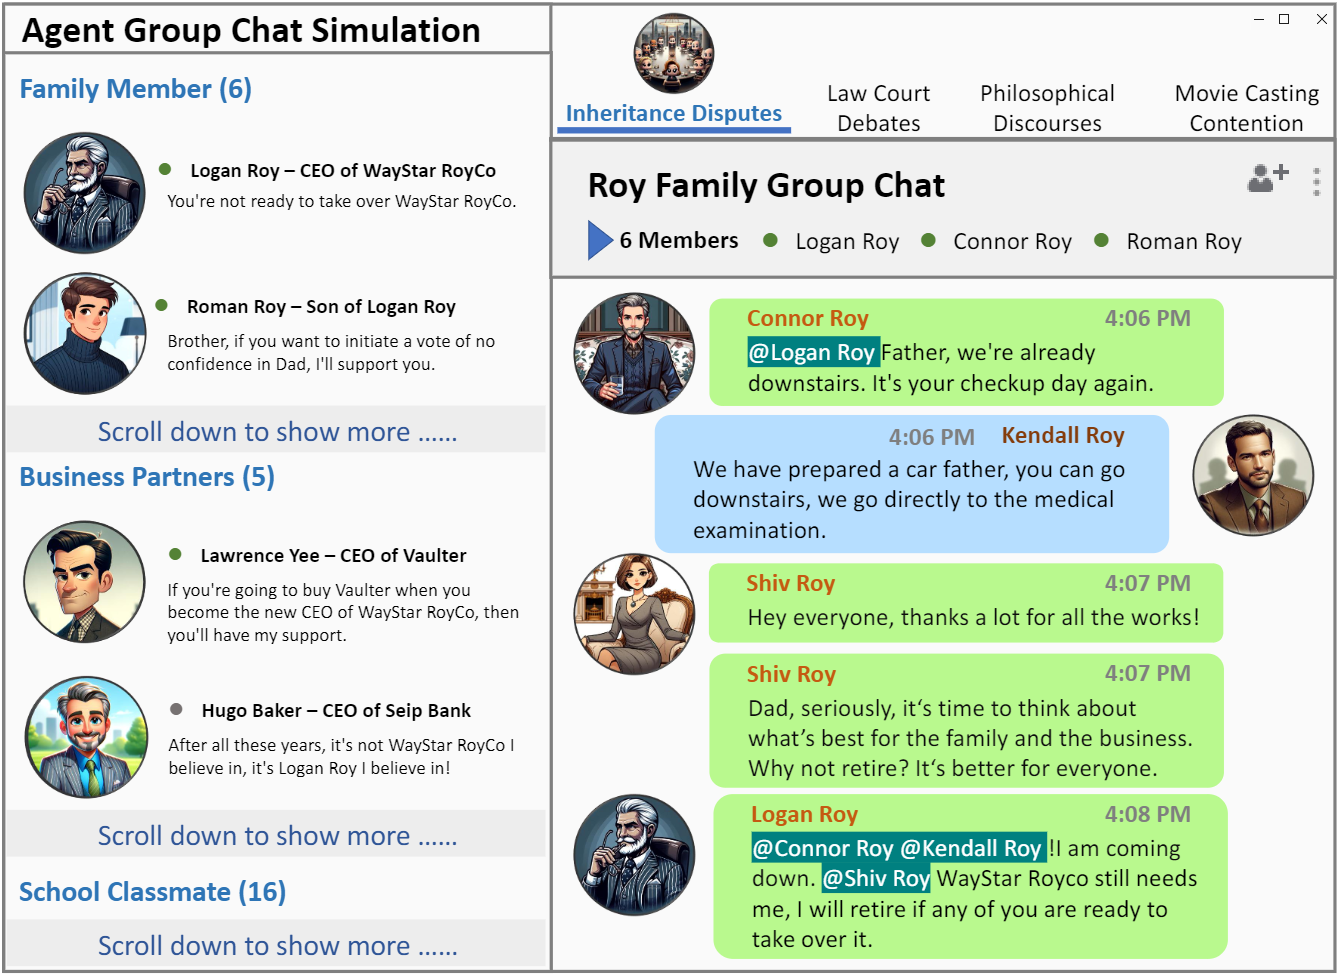 Agent Group Chat Simulation
Family Member (6)
Logan Roy – CEO of WayStar RoyCo
You're not ready to take over WayStar RoyCo.
Roman Roy – Son of Logan Roy
Brother, if you want to initiate a vote of no
confidence in Dad, I'll support you.
Scroll down to show more ......
Business Partners (5)
Lawrence Yee – CEO of Vaulter
If you're going to buy Vaulter when you
become the new CEO of WayStar RoyCo, then
you'll have my support.
Hugo Baker – CEO of Seip Bank
After all these years, it's not WayStar RoyCo I
believe in, it's Logan Roy I believe in!
Scroll down to show more ......
School Classmate (16)
Scroll down to show more ......
Inheritance Disputes
Law Court
Debates
Philosophical
Discourses
Movie Casting
Contention
Roy Family Group Chat
6 Members Logan Roy Connor Roy Roman Roy
Connor Roy 4:06 PM
@Logan Roy Father, we're already
downstairs. It's your checkup day again.
4:06 PM Kendall Roy
We have prepared a car father, you can go
downstairs, we go directly to the medical
examination.
Shiv Roy 4:07 PM
Hey everyone, thanks a lot for all the works!
Shiv Roy 4:07 PM
Dad, seriously, it‘s time to think about
what’s best for the family and the business.
Why not retire? It‘s better for everyone.
Logan Roy 4:08 PM
@Connor Roy @Kendall Roy !I am coming
down. @Shiv Roy WayStar Royco still needs
me, I will retire if any of you are ready to
take over it.